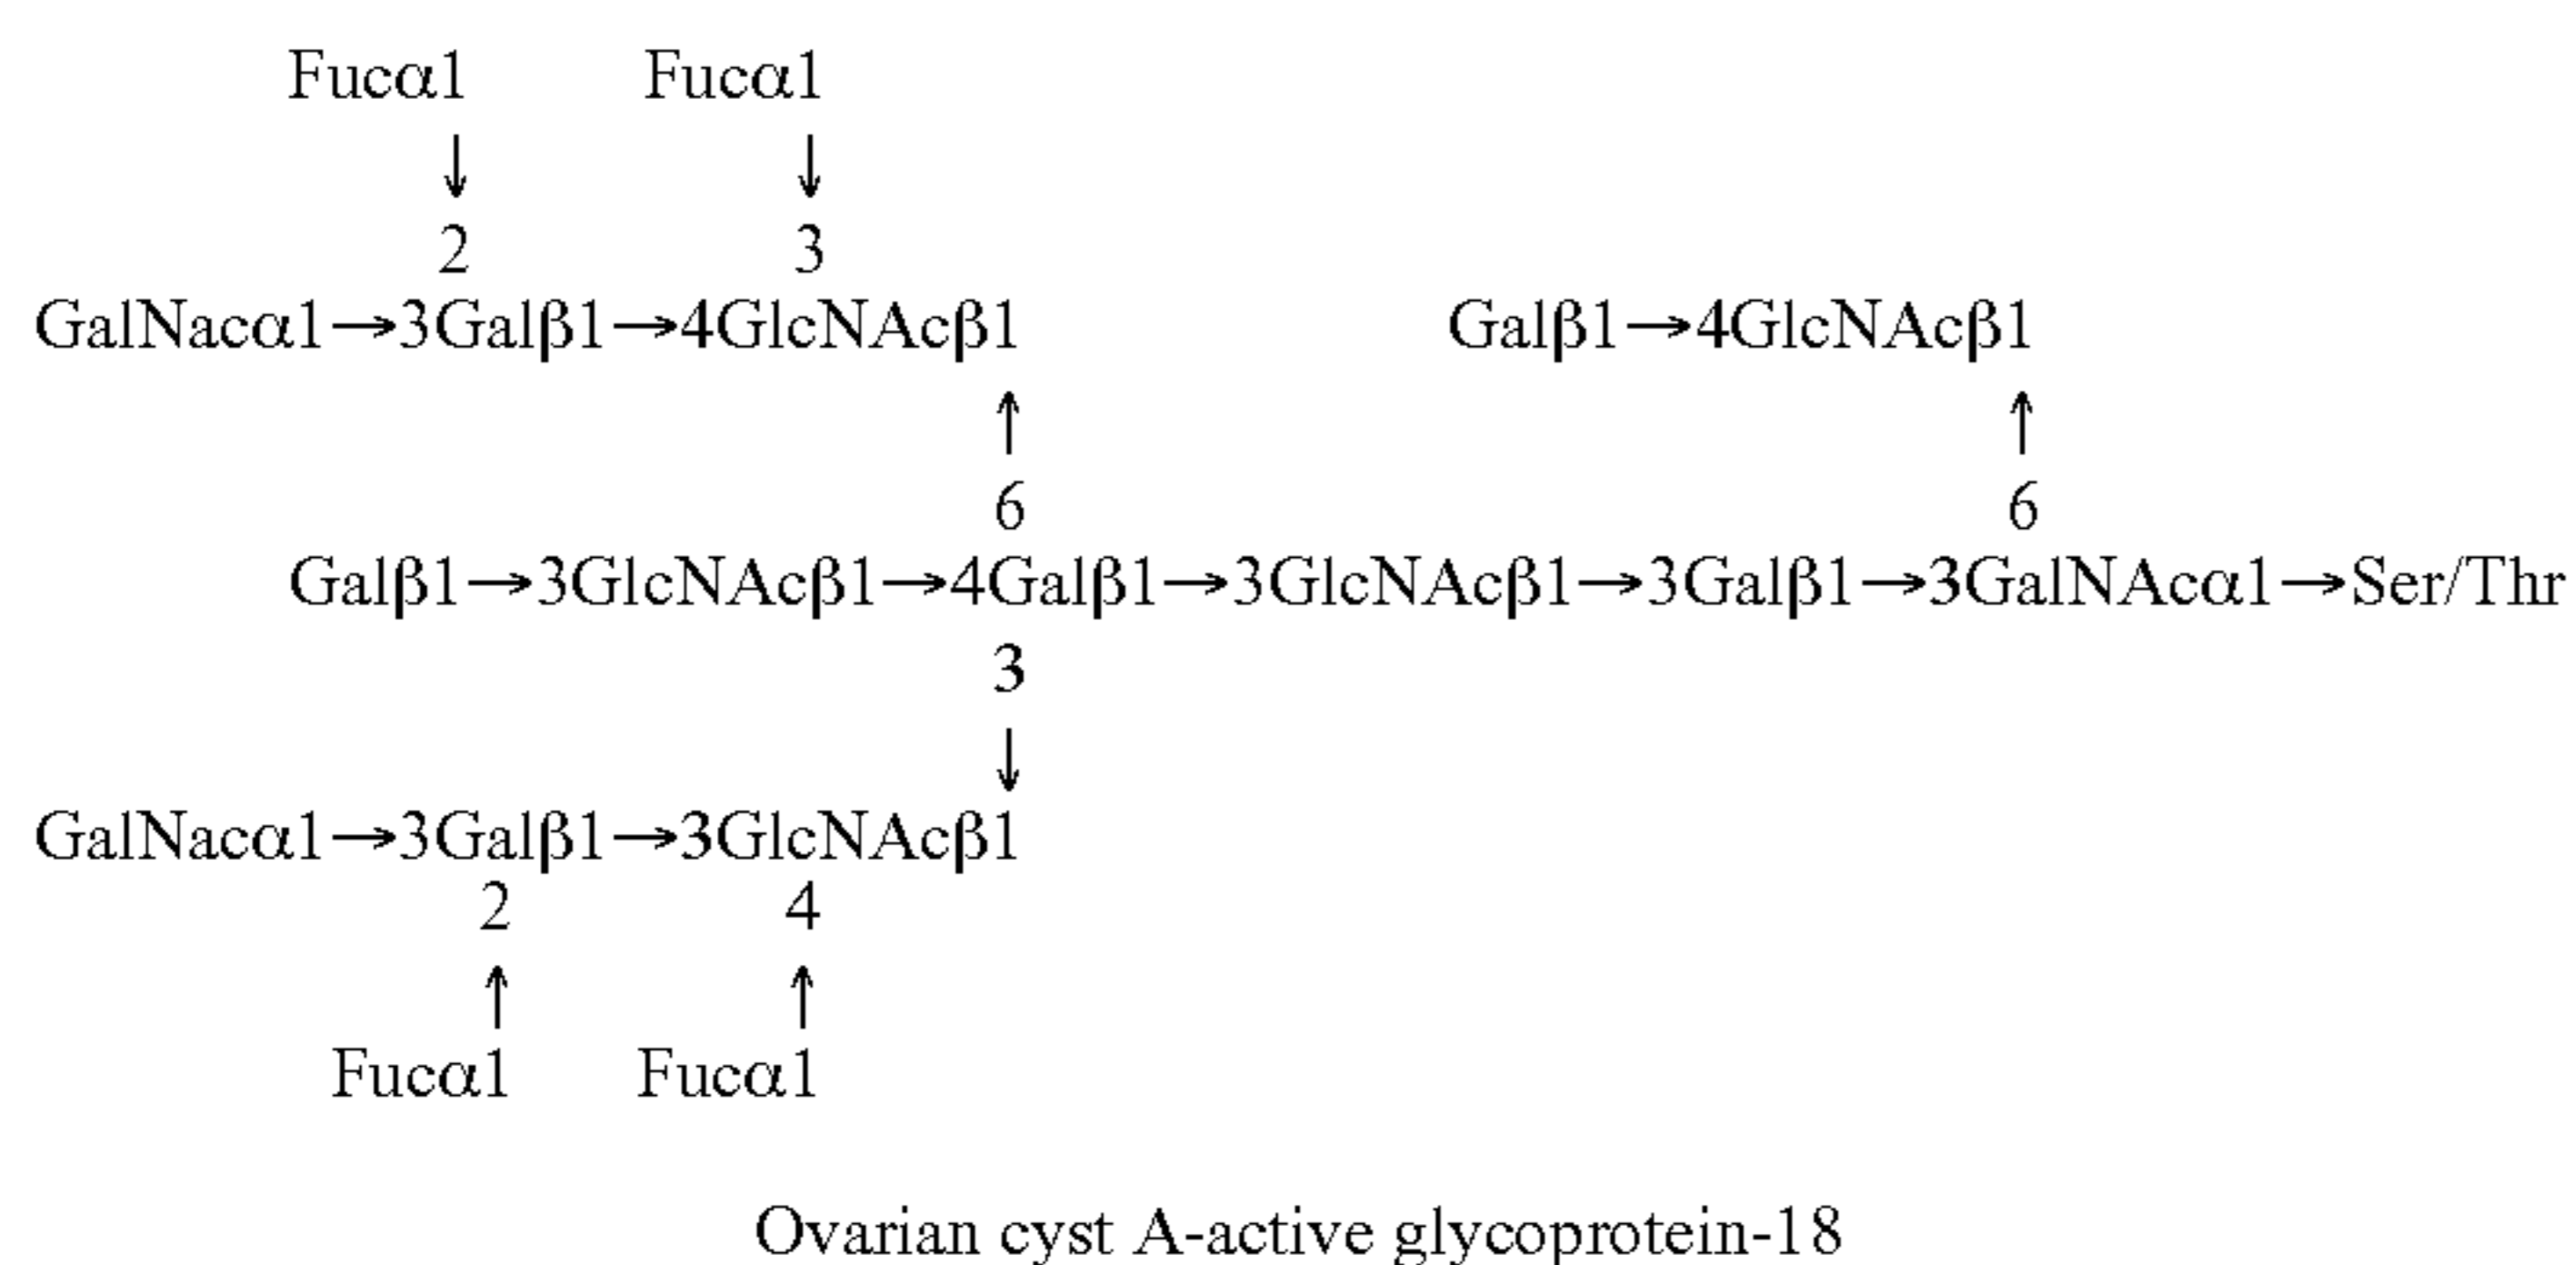 Fucα1 Fucα1
↓ ↓
2 3
GalNacα1→3Galβ1→4GlcNAcβ1 Galβ1→4GlcNAcβ1
↑ ↑
6 6
Galβ1→3GlcNAcβ1→4Galβ1→3GlcNAcβ1→3Galβ1→3GalNAcα1→Ser/Thr
3
↓
GalNacα1→3Galβ1→3GlcNAcβ1
2 4
↑ ↑
Fucα1 Fucα1
Ovarian cyst A-active glycoprotein-18